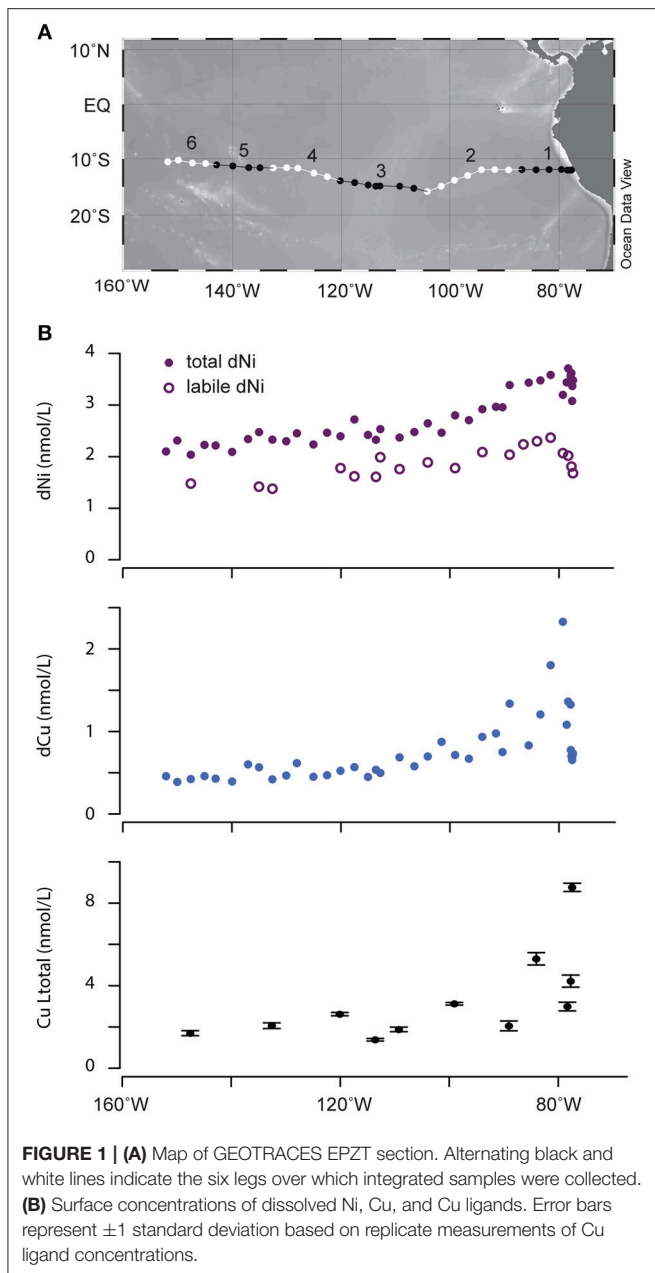 A
10°N
EQ
10°S
20°S
6 5 4 3 2 1
160°W 140°W 120°W 100°W 80°W
Ocean Data View
B
total dNi
labile dNi
dNi (nmol/L)
4
3
2
1
0
dCu (nmol/L)
2
1
0
Cu Ltotal (nmol/L)
8
4
0
160°W 120°W 80°W
FIGURE 1 | (A) Map of GEOTRACES EPZT section. Alternating black and
white lines indicate the six legs over which integrated samples were collected.
(B) Surface concentrations of dissolved Ni, Cu, and Cu ligands. Error bars
represent ±1 standard deviation based on replicate measurements of Cu
ligand concentrations.